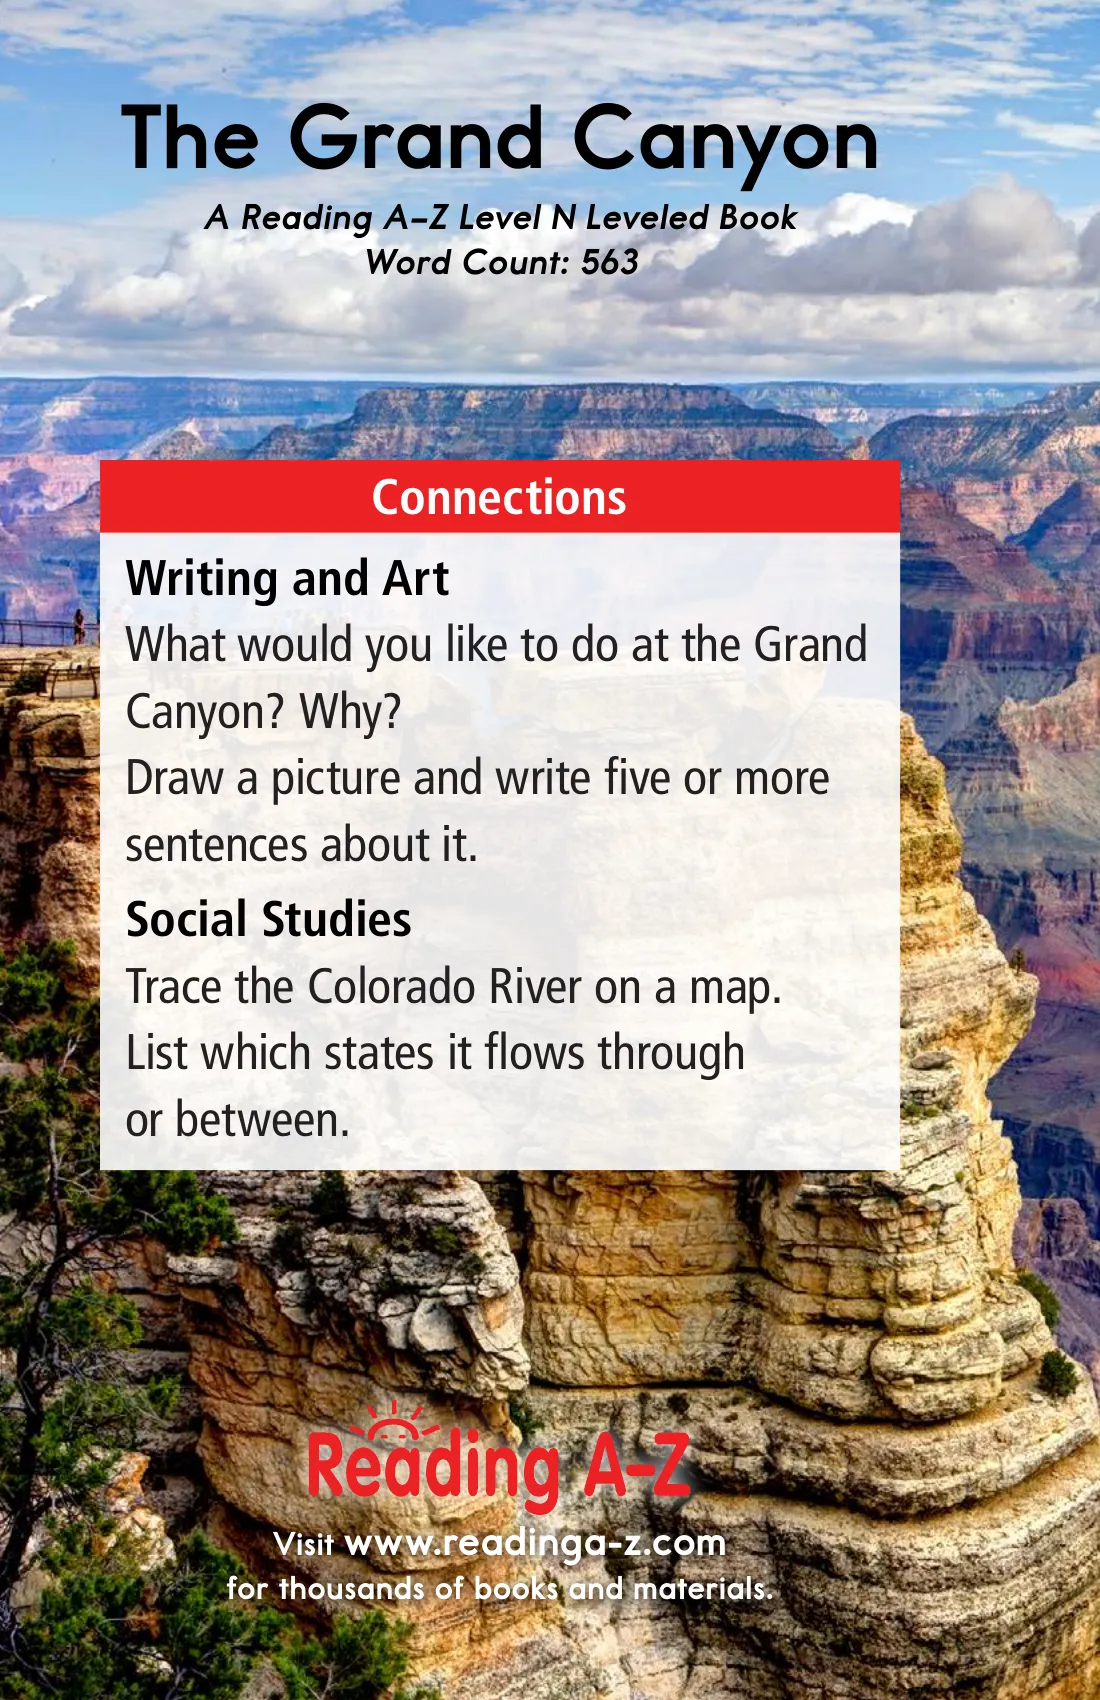 The Grand Canyon
A Reading A–Z Level N Leveled Book
Word Count: 563
Connections
Writing and Art
What would you like to do at the Grand
Canyon? Why?
Draw a picture and write five or more
sentences about it.
Social Studies
Trace the Colorado River on a map.
List which states it flows through
or between.
Reading A–Z
Visit www.readinga-z.com
for thousands of books and materials.